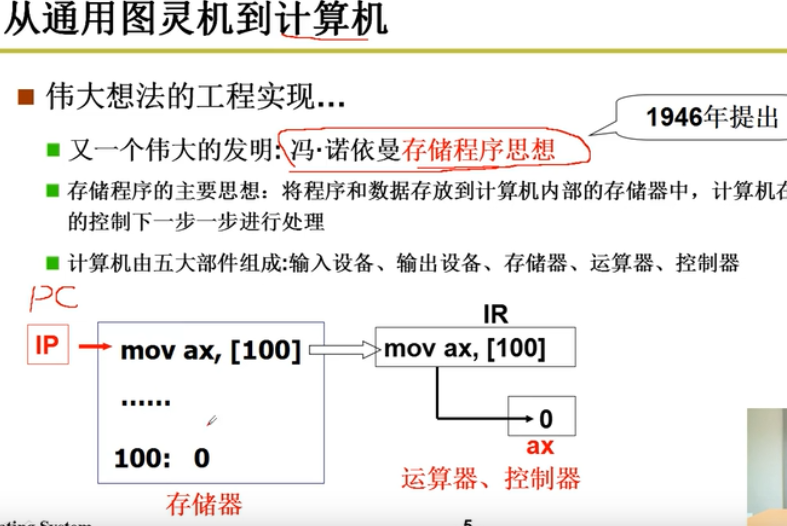 从通用图灵机到计算机
伟大想法的工程实现...
1946年提出
又一个伟大的发明:冯·诺依曼存储程序思想
存储程序的主要思想：将程序和数据存放到计算机内部的存储器中，计算机在
的控制下一步一步进行处理
计算机由五大部件组成:输入设备、输出设备、存储器、运算器、控制器
PC
IR
IP
mov ax, [100]
mov ax, [100]
......
0
ax
100: 0
运算器、控制器
存储器
ating System
5